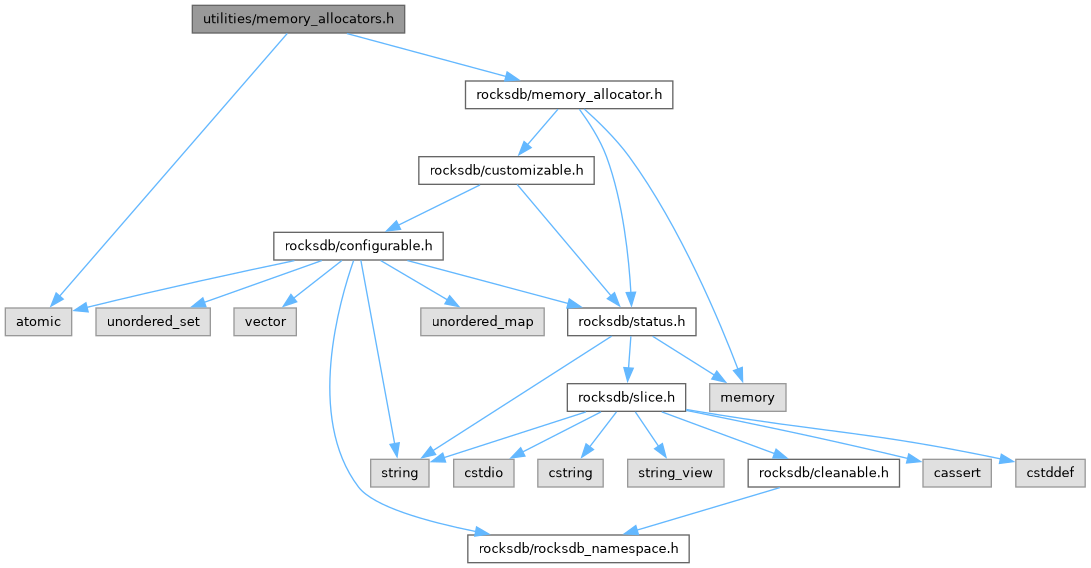 utilities/memory_allocators.h
rocksdb/memory_allocator.h
rocksdb/customizable.h
rocksdb/configurable.h
atomic
unordered_set
vector
unordered_map
rocksdb/status.h
rocksdb/slice.h
memory
string
cstdio
cstring
string_view
rocksdb/cleanable.h
cassert
cstddef
rocksdb/rocksdb_namespace.h